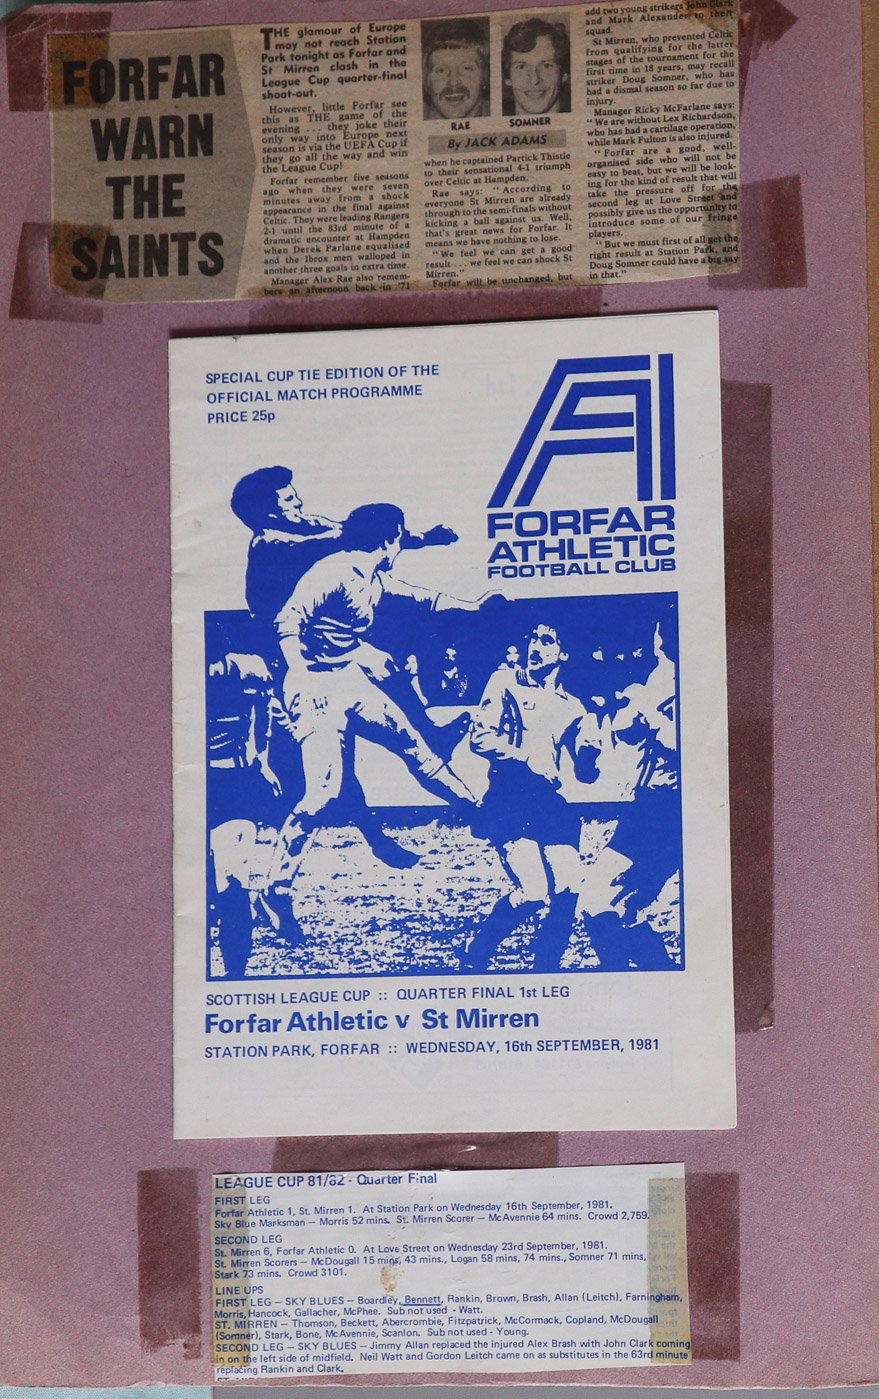 FORFAR
WARN
THE
SAINTS
THE glamour of Europe
may not reach Station
Park tonight as Forfar and
St Mirren clash in the
League Cup quarter-final
shoot-out.
However, little Forfar see
this as THE game of the
evening . . . they joke their
only way into Europe next
season is via the UEFA Cup if
they go all the way and win
the League Cup!
Forfar remember five seasons
ago when they were seven
minutes away from a shock
appearance in the final against
Celtic. They were leading Rangers
2-1 until the 83rd minute of a
dramatic encounter at Hampden
when Derek Parlane equalised
and the Ibrox men walloped in
another three goals in extra time.
Manager Alex Rae also remem-
bers an afternoon back in '71
RAE SOMNER
By JACK ADAMS
when he captained Partick Thistle
to their sensational 4-1 triumph
over Celtic at Hampden.
Rae says: "According to
everyone St Mirren are already
through to the semi-finals without
kicking a ball against us. Well,
that's great news for Forfar. It
means we have nothing to lose.
"We feel we can get a good
result . . . we feel we can shock St
Mirren."
Forfar will be unchanged, but
add two young strikers John Clark
and Mark Alexander to their
squad.
St Mirren, who prevented Celtic
from qualifying for the latter
stages of the tournament for the
first time in 18 years, may recall
striker Doug Somner, who has
had a dismal season so far due to
injury.
Manager Ricky McFarlane says:
"We are without Lex Richardson,
who has had a cartilage operation,
while Mark Fulton is also injured.
"Forfar are a good, well-
organised side who will not be
easy to beat, but we will be look-
ing for the kind of result that will
take the pressure off for the
second leg at Love Street and
possibly give us the opportunity to
introduce some of our fringe
players.
"But we must first of all get the
right result at Station Park, and
Doug Somner could have a big say
in that."
SPECIAL CUP TIE EDITION OF THE
OFFICIAL MATCH PROGRAMME
PRICE 25p
FORFAR
ATHLETIC
FOOTBALL CLUB
SCOTTISH LEAGUE CUP :: QUARTER FINAL 1st LEG
Forfar Athletic v St Mirren
STATION PARK, FORFAR :: WEDNESDAY, 16th SEPTEMBER, 1981
LEAGUE CUP 81/82 - Quarter Final
FIRST LEG
Forfar Athletic 1, St. Mirren 1. At Station Park on Wednesday 16th September, 1981.
Sky Blue Marksman – Morris 52 mins. St. Mirren Scorer – McAvennie 64 mins. Crowd 2,759.
SECOND LEG
St. Mirren 6, Forfar Athletic 0. At Love Street on Wednesday 23rd September, 1981.
St. Mirren Scorers – McDougall 15 mins, 43 mins., Logan 58 mins, 74 mins., Somner 71 mins,
Stark 73 mins. Crowd 3101.
LINE UPS
FIRST LEG – SKY BLUES – Boardley, Bennett, Rankin, Brown, Brash, Allan (Leitch), Farningham,
Morris, Hancock, Gallacher, McPhee. Sub not used - Watt.
ST. MIRREN – Thomson, Beckett, Abercrombie, Fitzpatrick, McCormack, Copland, McDougall
(Somner), Stark, Bone, McAvennie, Scanlon. Sub not used - Young.
SECOND LEG – SKY BLUES – Jimmy Allan replaced the injured Alex Brash with John Clark coming
in on the left side of midfield. Neil Watt and Gordon Leitch came on as substitutes in the 63rd minute
replacing Rankin and Clark.